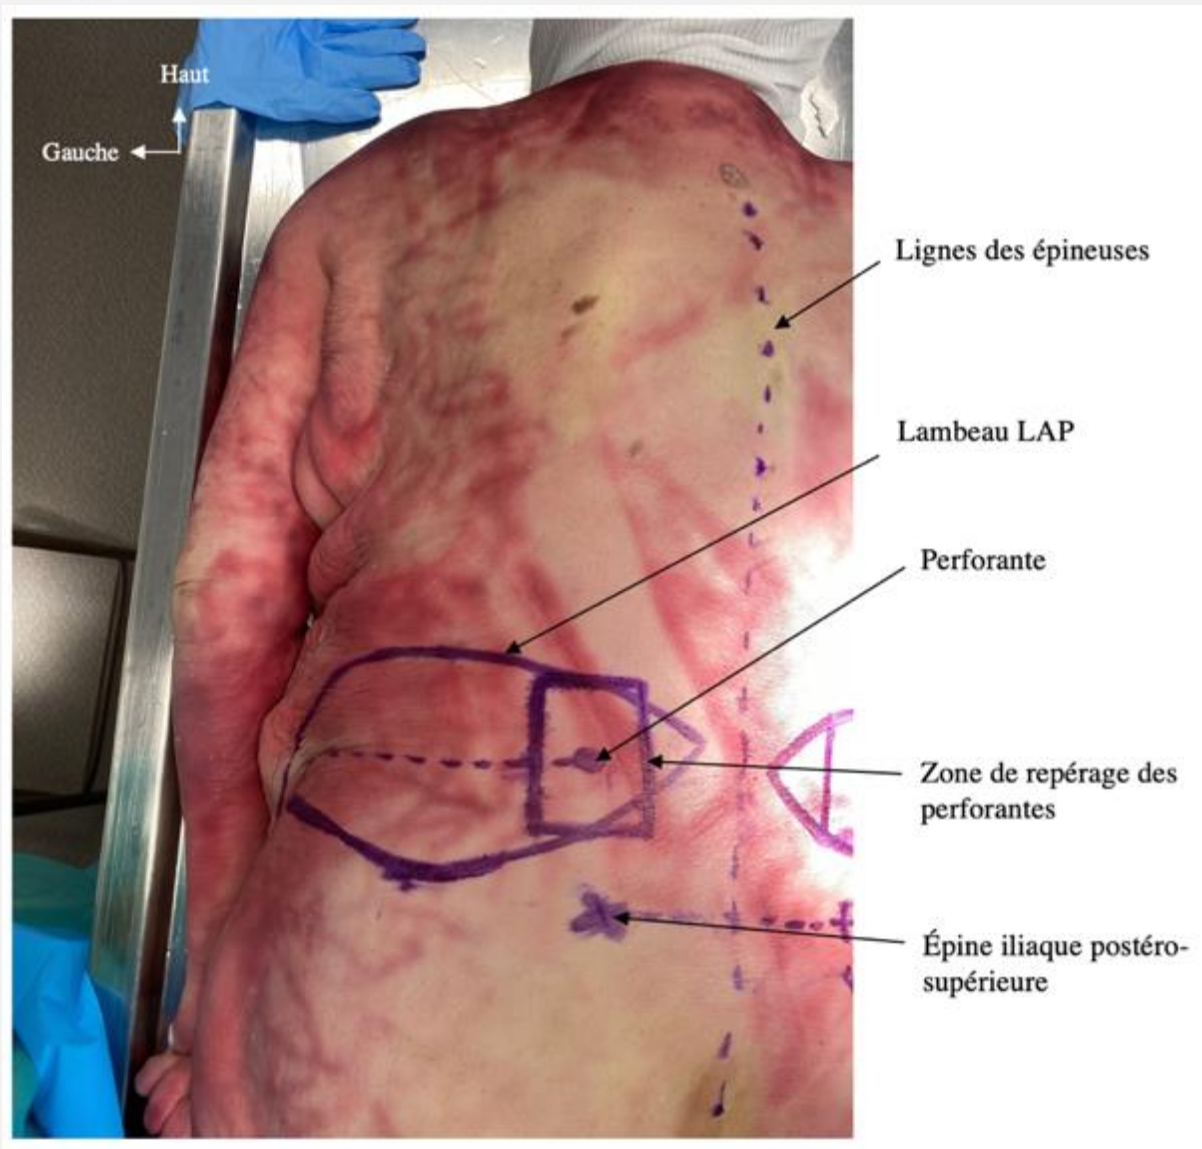 Haut
Gauche
Lignes des épineuses
Lambeau LAP
Perforante
Zone de repérage des
perforantes
Épine iliaque postéro-
supérieure